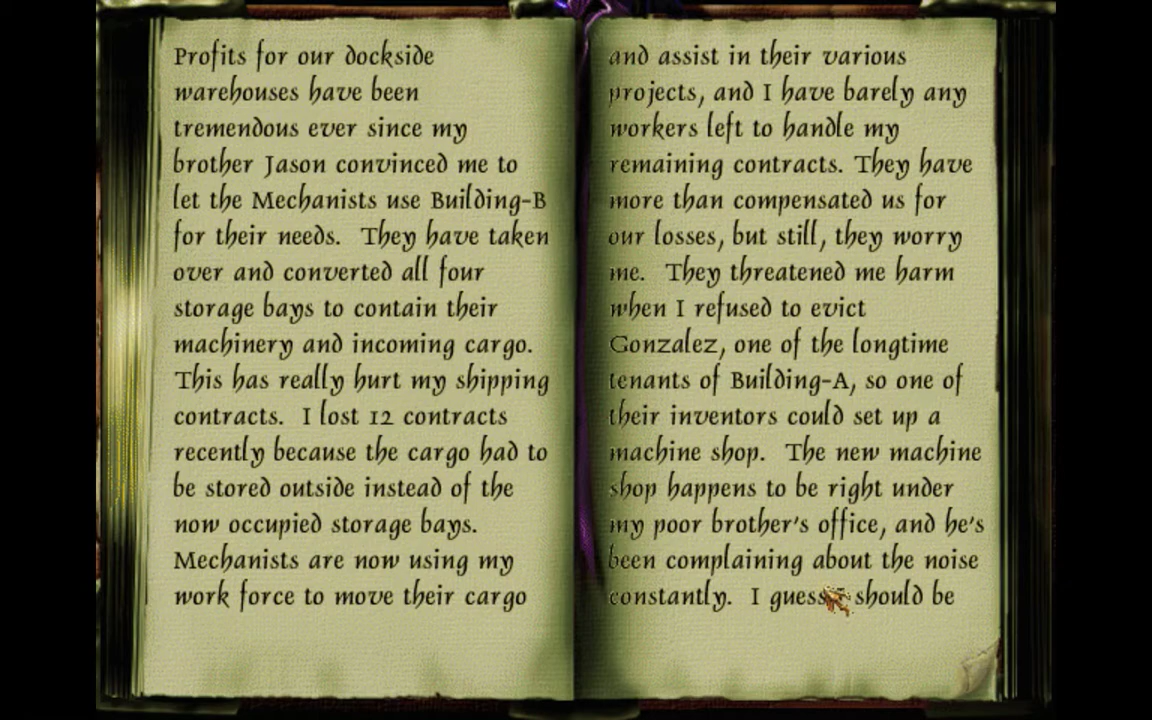 Profits for our dockside
warehouses have been
tremendous ever since my
brother Jason convinced me to
let the Mechanists use Building-B
for their needs.  They have taken
over and converted all four
storage bays to contain their
machinery and incoming cargo.
This has really hurt my shipping
contracts.  I lost 12 contracts
recently because the cargo had to
be stored outside instead of the
now occupied storage bays.
Mechanists are now using my
work force to move their cargo
and assist in their various
projects, and I have barely any
workers left to handle my
remaining contracts. They have
more than compensated us for
our losses, but still, they worry
me.  They threatened me harm
when I refused to evict
Gonzalez, one of the longtime
tenants of Building-A, so one of
their inventors could set up a
machine shop.  The new machine
shop happens to be right under
my poor brother's office, and he's
been complaining about the noise
constantly.  I guess should be